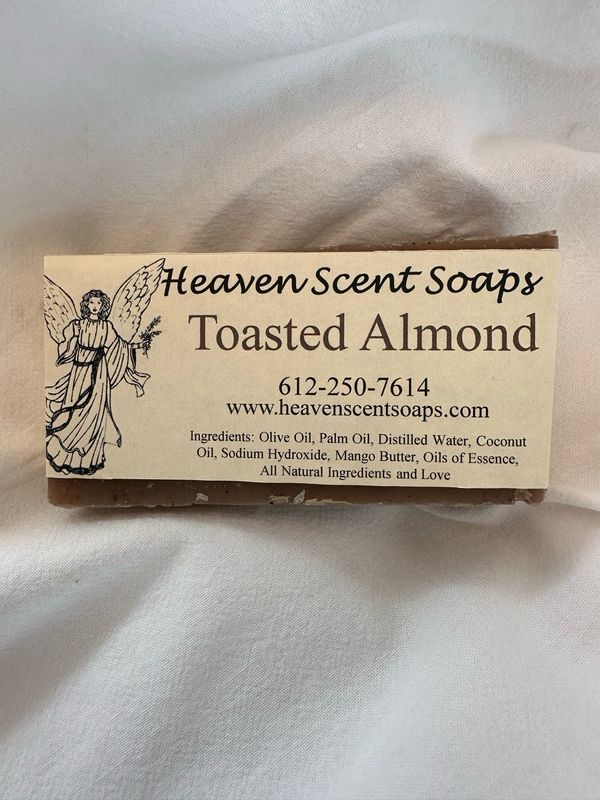 Heaven Scent Soaps
Toasted Almond
612-250-7614
www.heavenscentsoaps.com
Ingredients: Olive Oil, Palm Oil, Distilled Water, Coconut
Oil, Sodium Hydroxide, Mango Butter, Oils of Essence,
All Natural Ingredients and Love